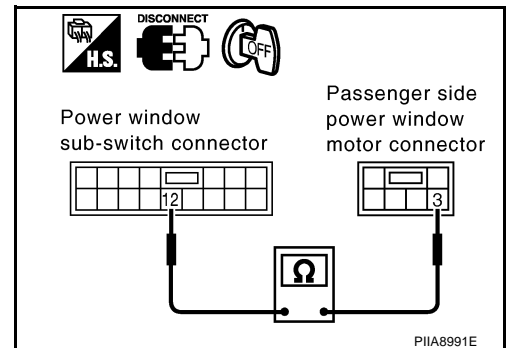 DISCONNECT
H.S.
OFF
Power window
sub-switch connector
Passenger side
power window
motor connector
12
3
Ω
PIIA8991E